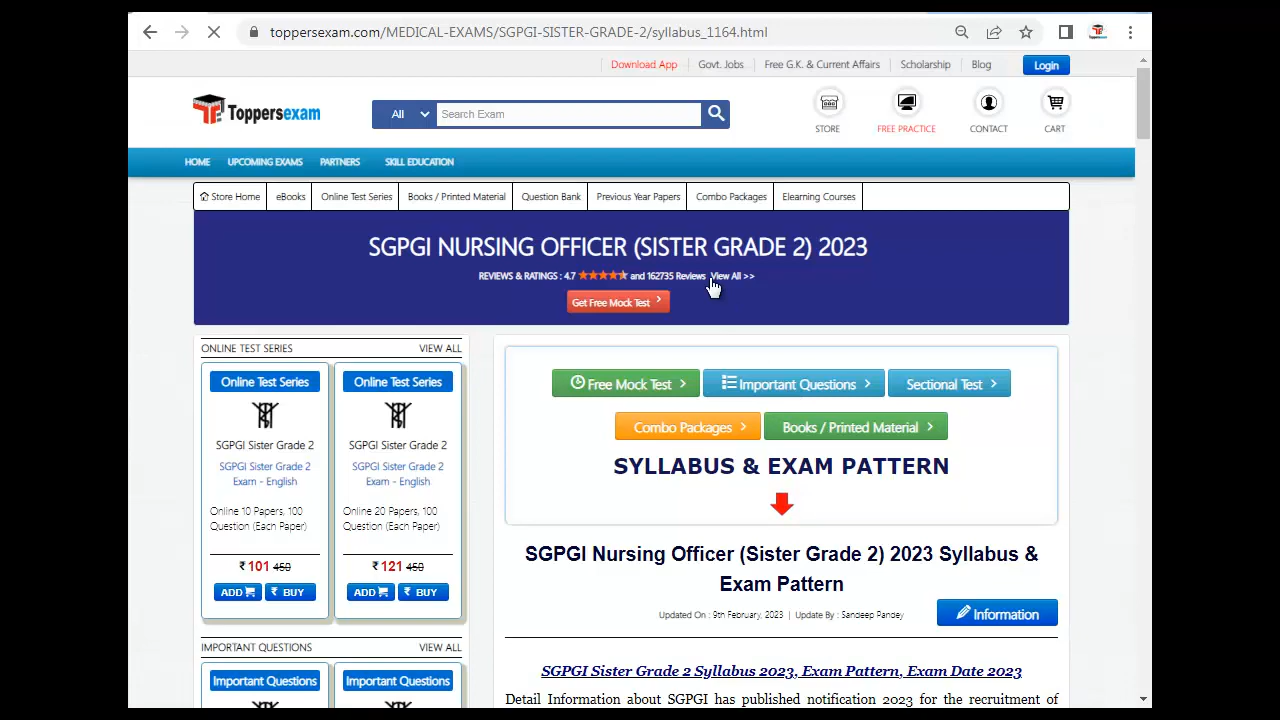 toppersexam.com/MEDICAL-EXAMS/SGPGI-SISTER-GRADE-2/syllabus_1164.html
Download App Govt. Jobs Free G.K. & Current Affairs Scholarship Blog Login
Toppersexam
All Search Exam
STORE FREE PRACTICE CONTACT CART
HOME UPCOMING EXAMS PARTNERS SKILL EDUCATION
Store Home eBooks Online Test Series Books / Printed Material Question Bank Previous Year Papers Combo Packages Elearning Courses
SGPGI NURSING OFFICER (SISTER GRADE 2) 2023
REVIEWS & RATINGS : 4.7 and 162735 Reviews View All >>
Get Free Mock Test
ONLINE TEST SERIES VIEW ALL
Online Test Series
SGPGI Sister Grade 2
SGPGI Sister Grade 2
Exam - English
Online 10 Papers, 100
Question (Each Paper)
₹ 101 450
ADD ₹ BUY
Online Test Series
SGPGI Sister Grade 2
SGPGI Sister Grade 2
Exam - English
Online 20 Papers, 100
Question (Each Paper)
₹ 121 450
ADD ₹ BUY
IMPORTANT QUESTIONS VIEW ALL
Important Questions Important Questions
Free Mock Test Important Questions Sectional Test
Combo Packages Books / Printed Material
SYLLABUS & EXAM PATTERN
SGPGI Nursing Officer (Sister Grade 2) 2023 Syllabus &
Exam Pattern
Updated On : 9th February, 2023 | Update By : Sandeep Pandey
Information
SGPGI Sister Grade 2 Syllabus 2023, Exam Pattern, Exam Date 2023
Detail Information about SGPGI has published notification 2023 for the recruitment of